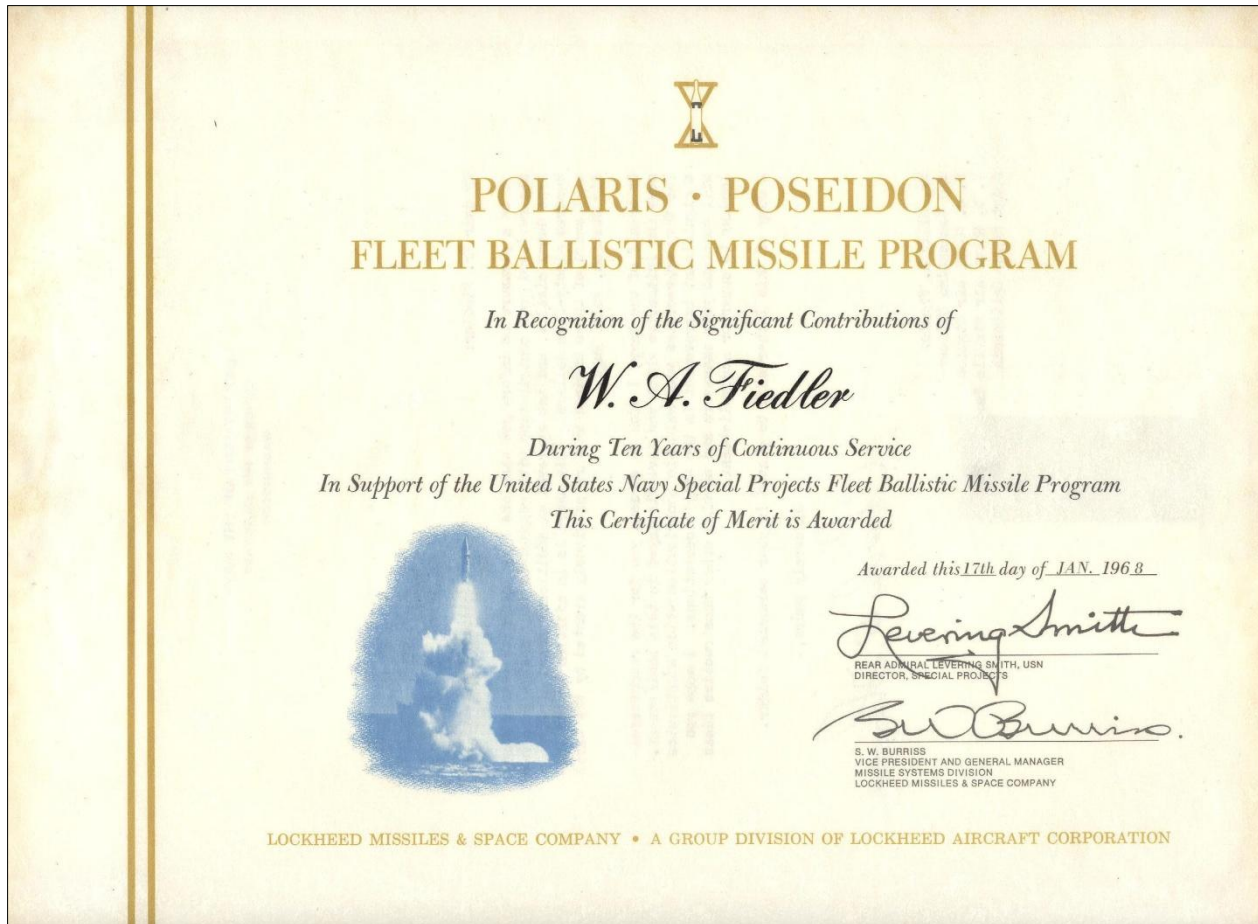 POLARIS · POSEIDON
FLEET BALLISTIC MISSILE PROGRAM
In Recognition of the Significant Contributions of
W. A. Fiedler
During Ten Years of Continuous Service
In Support of the United States Navy Special Projects Fleet Ballistic Missile Program
This Certificate of Merit is Awarded
Awarded this 17th day of JAN. 1968
Levering Smith
REAR ADMIRAL LEVERING SMITH, USN
DIRECTOR, SPECIAL PROJECTS
S W Burriss.
S. W. BURRISS
VICE PRESIDENT AND GENERAL MANAGER
MISSILE SYSTEMS DIVISION
LOCKHEED MISSILES & SPACE COMPANY
LOCKHEED MISSILES & SPACE COMPANY • A GROUP DIVISION OF LOCKHEED AIRCRAFT CORPORATION